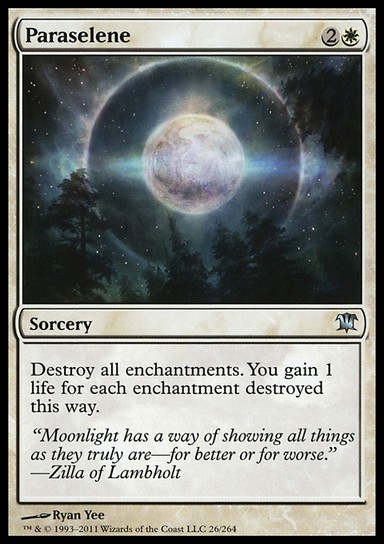 Paraselene 2
Sorcery
Destroy all enchantments. You gain 1
life for each enchantment destroyed
this way.
“Moonlight has a way of showing all things
as they truly are—for better or for worse.”
—Zilla of Lambholt
Ryan Yee
™ & © 1993–2011 Wizards of the Coast LLC 26/264